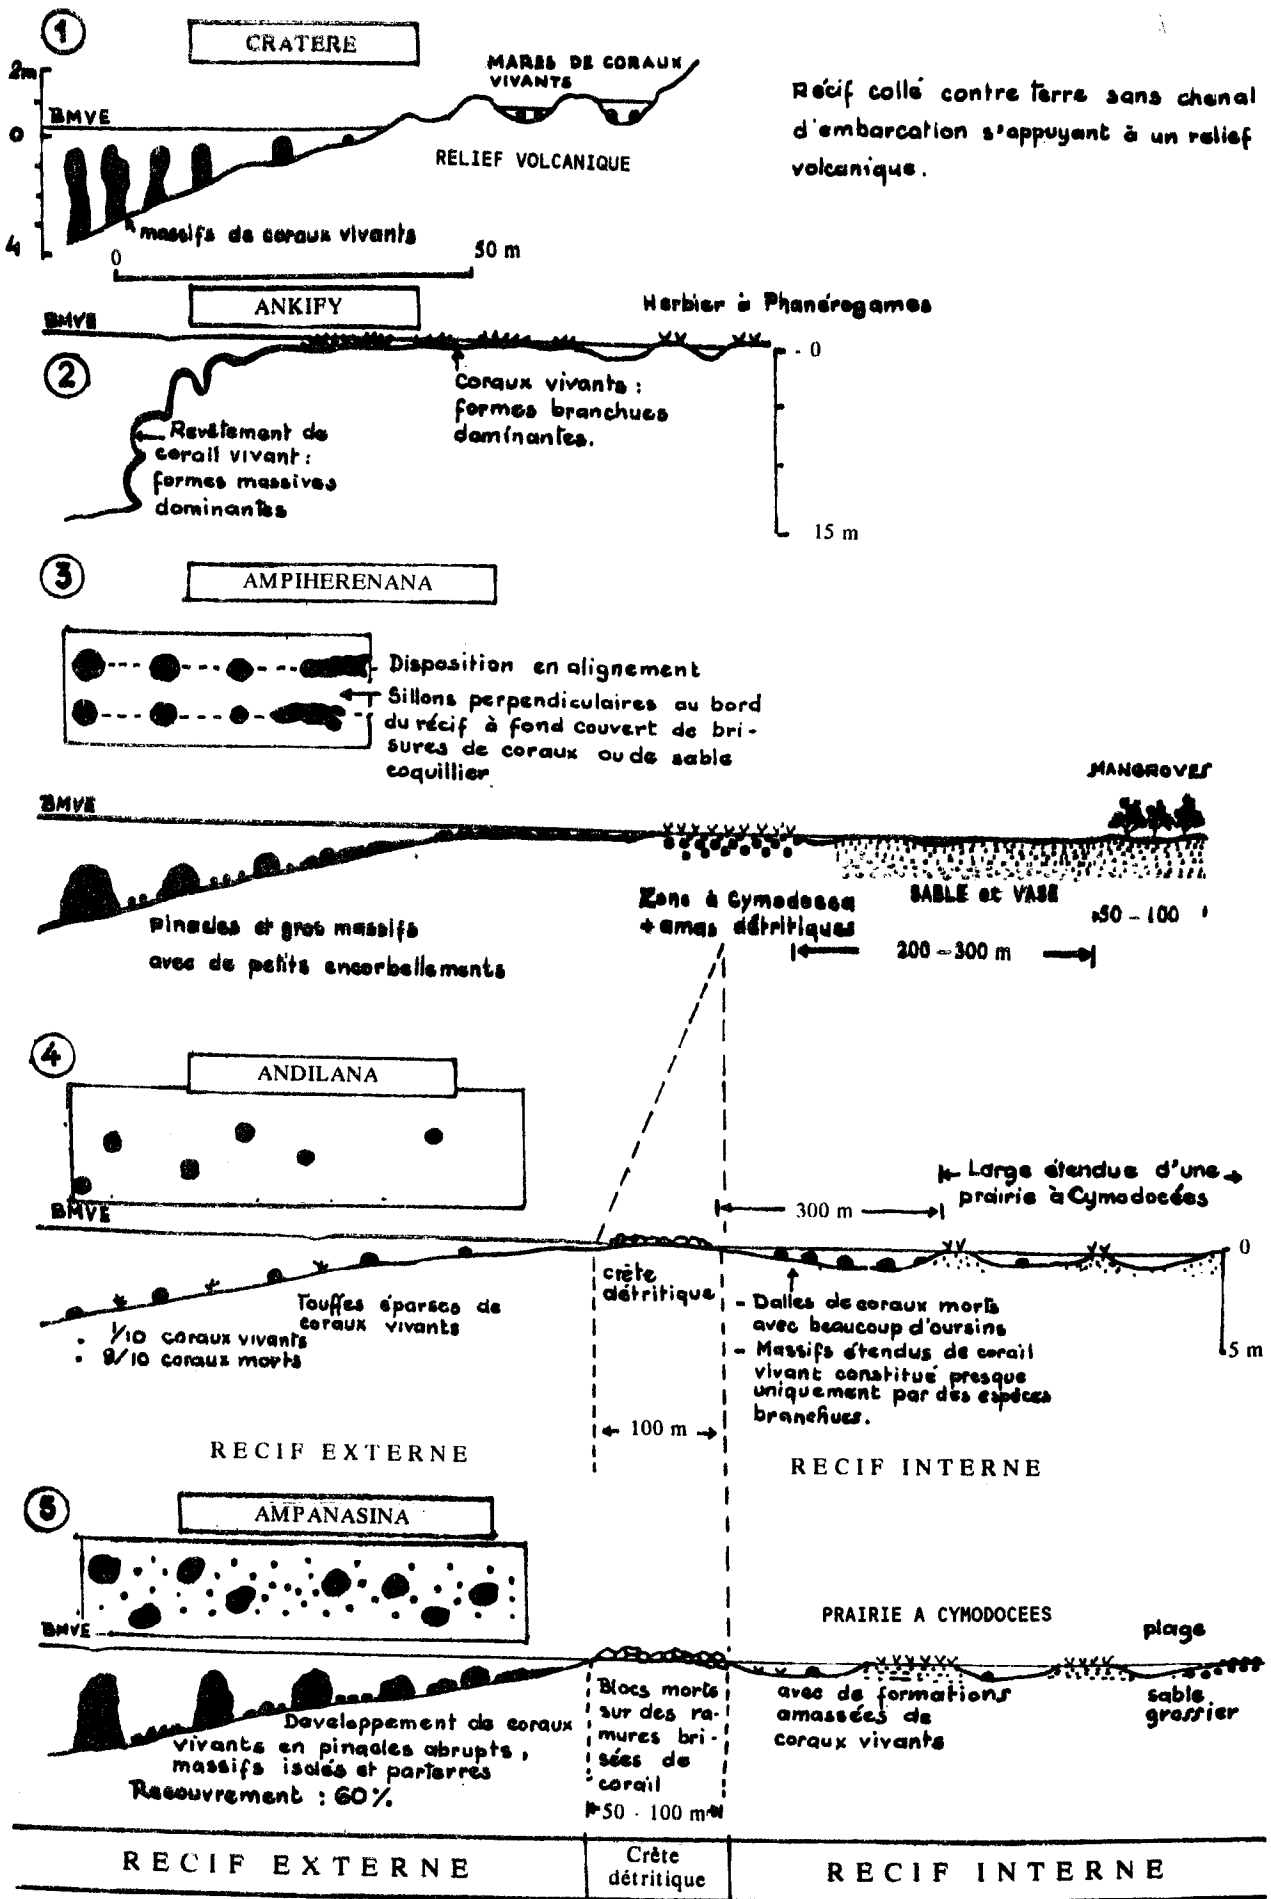 1
CRATERE
2m
BMVE
0
4
MARES DE CORAUX
VIVANTS
RELIEF VOLCANIQUE
massifs de coraux vivants
0
50 m
Récif collé contre terre sans chenal
d'embarcation s'appuyant à un relief
volcanique.
ANKIFY
BMVE
Herbier à Phanérogames
2
- 0
15 m
Coraux vivants :
formes branchues
dominantes.
Revêtement de
corail vivant :
formes massives
dominantes
3
AMPIHERENANA
Disposition en alignement
Sillons perpendiculaires au bord
du récif à fond couvert de bri-
sures de coraux ou de sable
coquillier
BMVE
MANGROVES
Pinacles et gros massifs
avec de petits encorbellements
Zone à Cymodocea
+ amas détritiques
SABLE et VASE
50 - 100
200 - 300 m
4
ANDILANA
BMVE
300 m
Large étendue d'une
prairie à Cymodocées
0
5 m
Touffes éparses de
coraux vivants
. 1/10 coraux vivants
. 9/10 coraux morts
crête
détritique
- Dalles de coraux morts
avec beaucoup d'oursins
- Massifs étendus de corail
vivant constitué presque
uniquement par des espèces
branchues.
100 m
RECIF EXTERNE
RECIF INTERNE
5
AMPANASINA
BMVE
PRAIRIE A CYMODOCEES
plage
Developpement de coraux
vivants en pinacles abrupts,
massifs isolés et parterres
Recouvrement : 60%
Blocs morts
sur des ra-
mures bri-
sées de
corail
50 - 100 m
avec de formations
amassées de
coraux vivants
sable
grossier
RECIF EXTERNE
Crête
détritique
RECIF INTERNE